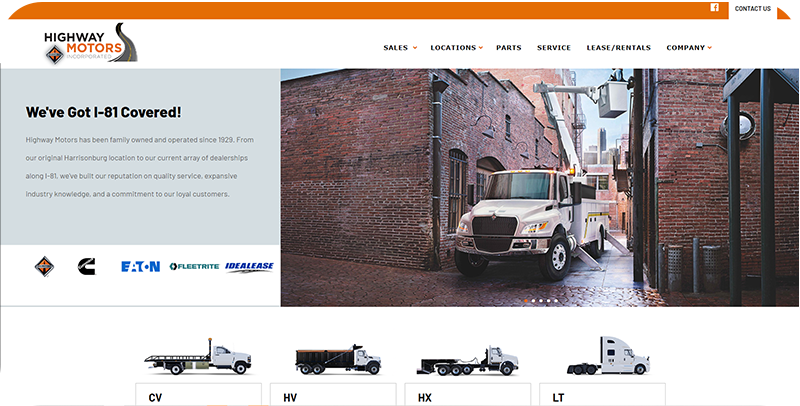 CONTACT US
HIGHWAY
MOTORS
INCORPORATED
SALES
LOCATIONS
PARTS
SERVICE
LEASE/RENTALS
COMPANY
We've Got I-81 Covered!
Highway Motors has been family owned and operated since 1929. From
our original Harrisonburg location to our current array of dealerships
along I-81, we've built our reputation on quality service, expansive
industry knowledge, and a commitment to our loyal customers.
EATON
FLEETRITE
IDEALEASE
CV
HV
HX
LT